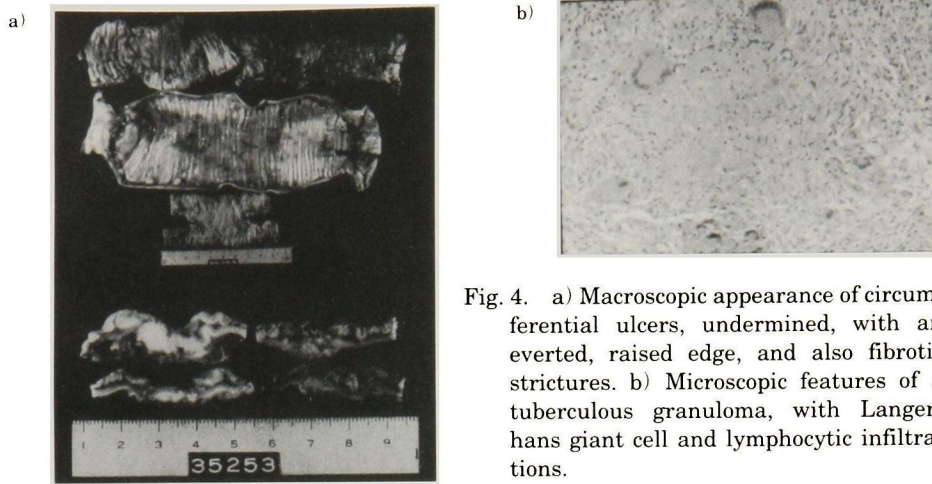 a)
b)
1 2 3 4 5 6 7 8 9
35253
Fig. 4. a) Macroscopic appearance of circum
ferential ulcers, undermined, with a
everted, raised edge, and also fibroti
strictures. b) Microscopic features of
tuberculous granuloma, with Langer
hans giant cell and lymphocytic infiltra
tions.